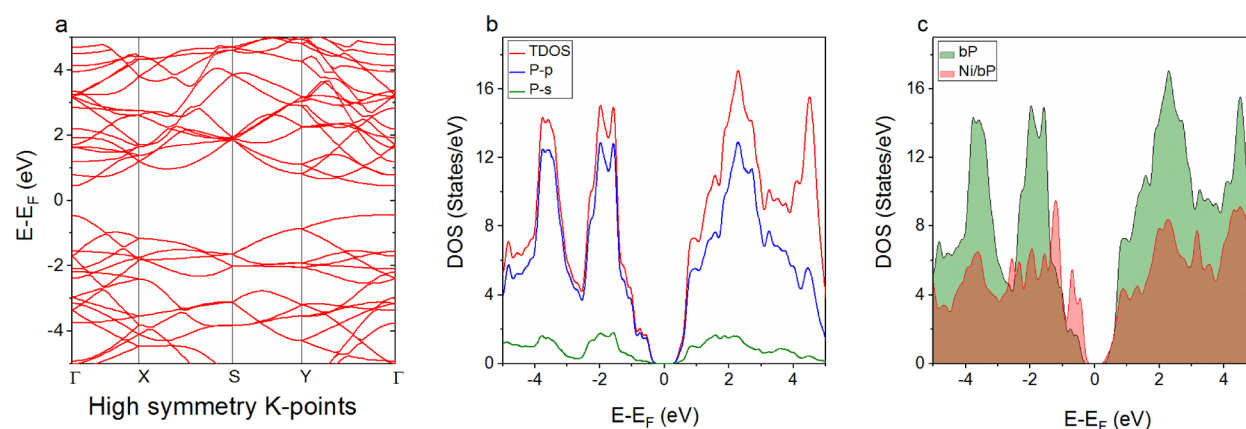 a
E-E_F (eV)
4
2
0
-2
-4
Γ X S Y Γ
High symmetry K-points
b
TDOS
P-p
P-s
DOS (States/eV)
16
12
8
4
0
-4 -2 0 2 4
E-E_F (eV)
c
bP
Ni/bP
DOS (States/eV)
16
12
8
4
0
-4 -2 0 2 4
E-E_F (eV)